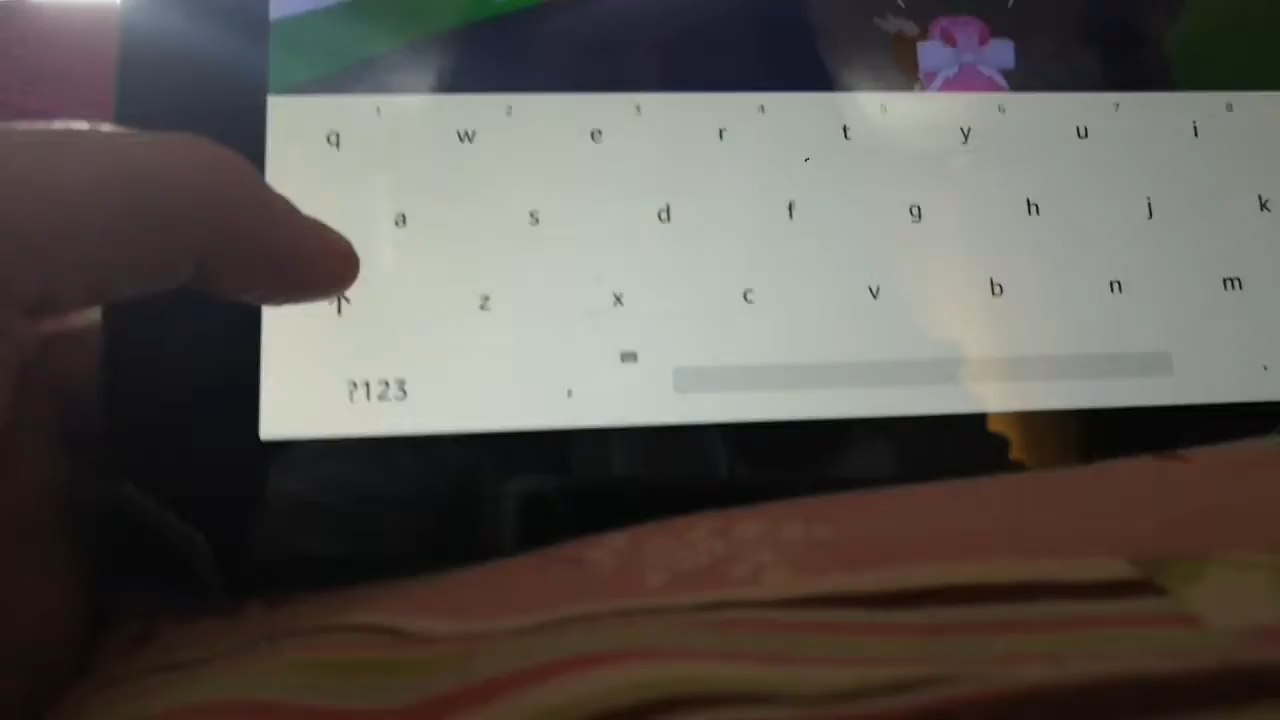 1 2 3 4 5 6 7 8
q w e r t y u i
a s d f g h j k
z x c v b n m
?123 , .